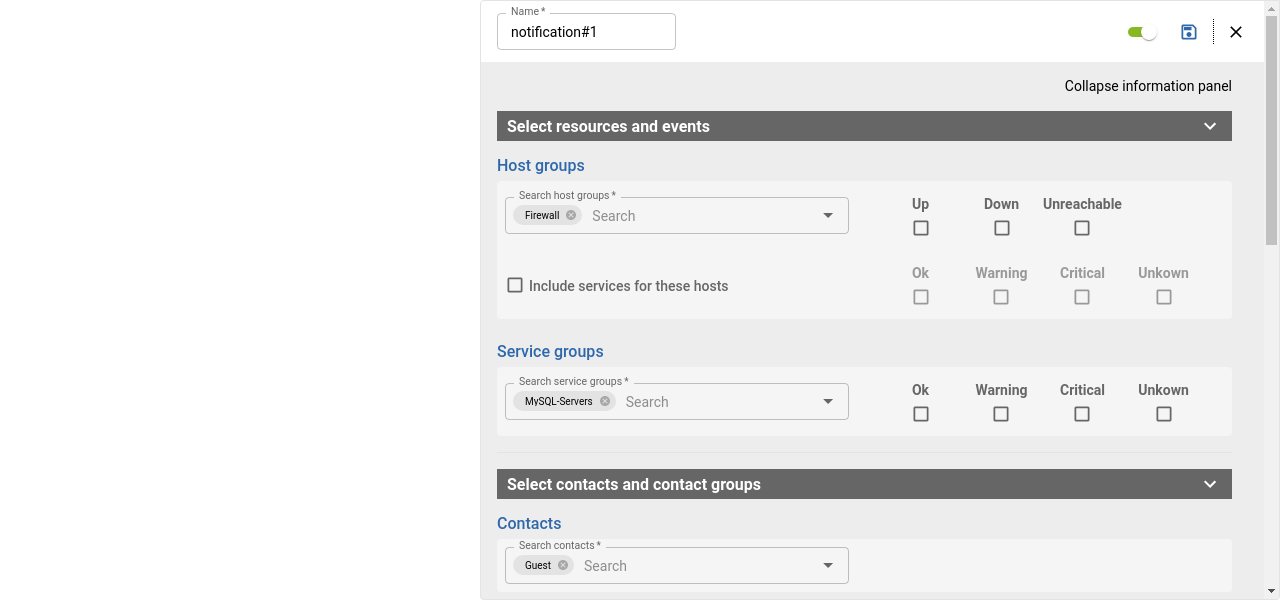 Name *
notification#1
Collapse information panel
Select resources and events
Host groups
Search host groups *
Firewall Search
Up Down Unreachable
Include services for these hosts
Ok Warning Critical Unkown
Service groups
Search service groups *
MySQL-Servers Search
Ok Warning Critical Unkown
Select contacts and contact groups
Contacts
Search contacts *
Guest Search